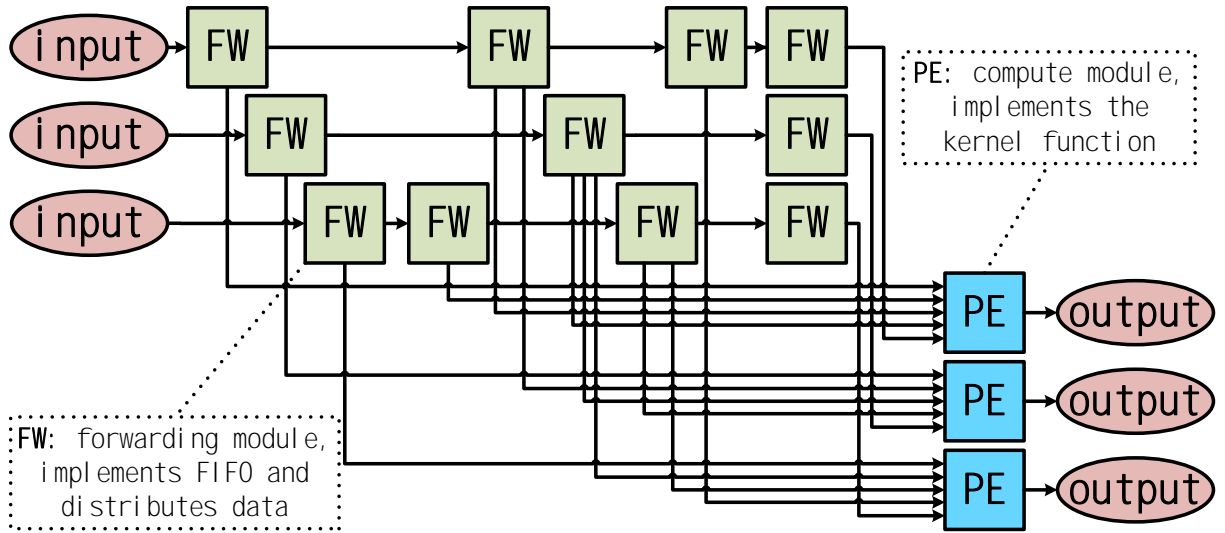 input
FW
FW
FW
FW
PE: compute module,
implements the
kernel function
input
FW
FW
FW
input
FW
FW
FW
FW
PE
output
PE
output
FW: forwarding module,
implements FIFO and
distributes data
PE
output